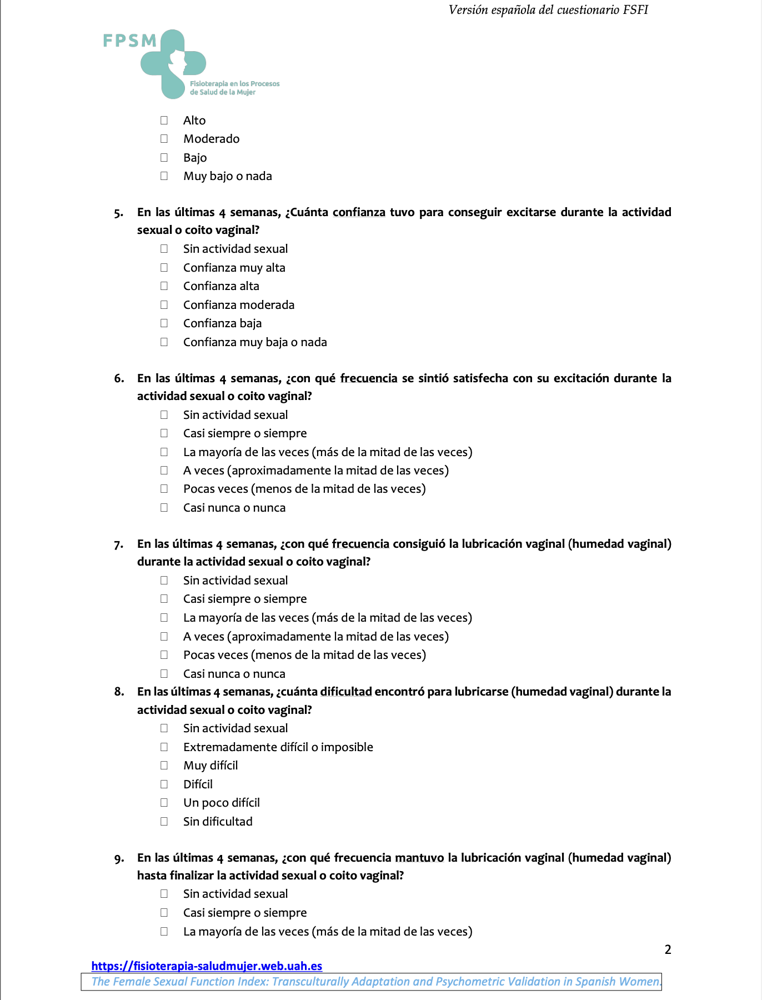 Versión española del cuestionario FSFI
FPSM
Fisioterapia en los Procesos
de Salud de la Mujer
Alto
Moderado
Bajo
Muy bajo o nada
5. En las últimas 4 semanas, ¿Cuánta confianza tuvo para conseguir excitarse durante la actividad
sexual o coito vaginal?
Sin actividad sexual
Confianza muy alta
Confianza alta
Confianza moderada
Confianza baja
Confianza muy baja o nada
6. En las últimas 4 semanas, ¿con qué frecuencia se sintió satisfecha con su excitación durante la
actividad sexual o coito vaginal?
Sin actividad sexual
Casi siempre o siempre
La mayoría de las veces (más de la mitad de las veces)
A veces (aproximadamente la mitad de las veces)
Pocas veces (menos de la mitad de las veces)
Casi nunca o nunca
7. En las últimas 4 semanas, ¿con qué frecuencia consiguió la lubricación vaginal (humedad vaginal)
durante la actividad sexual o coito vaginal?
Sin actividad sexual
Casi siempre o siempre
La mayoría de las veces (más de la mitad de las veces)
A veces (aproximadamente la mitad de las veces)
Pocas veces (menos de la mitad de las veces)
Casi nunca o nunca
8. En las últimas 4 semanas, ¿cuánta dificultad encontró para lubricarse (humedad vaginal) durante la
actividad sexual o coito vaginal?
Sin actividad sexual
Extremadamente difícil o imposible
Muy difícil
Difícil
Un poco difícil
Sin dificultad
9. En las últimas 4 semanas, ¿con qué frecuencia mantuvo la lubricación vaginal (humedad vaginal)
hasta finalizar la actividad sexual o coito vaginal?
Sin actividad sexual
Casi siempre o siempre
La mayoría de las veces (más de la mitad de las veces)
2
https://fisioterapia-saludmujer.web.uah.es
The Female Sexual Function Index: Transculturally Adaptation and Psychometric Validation in Spanish Women.